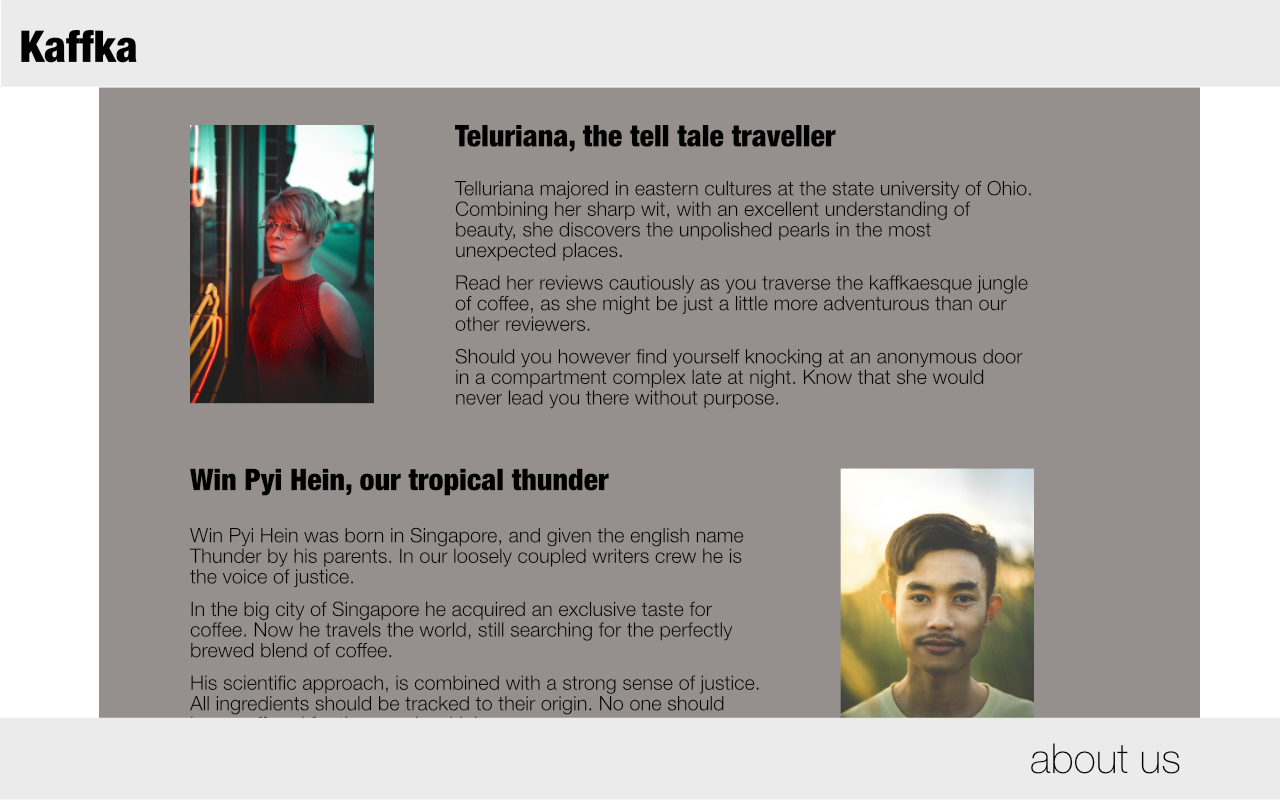 Kaffka
Teluriana, the tell tale traveller
Telluriana majored in eastern cultures at the state university of Ohio.
Combining her sharp wit, with an excellent understanding of
beauty, she discovers the unpolished pearls in the most
unexpected places.
Read her reviews cautiously as you traverse the kaffkaesque jungle
of coffee, as she might be just a little more adventurous than our
other reviewers.
Should you however find yourself knocking at an anonymous door
in a compartment complex late at night. Know that she would
never lead you there without purpose.
Win Pyi Hein, our tropical thunder
Win Pyi Hein was born in Singapore, and given the english name
Thunder by his parents. In our loosely coupled writers crew he is
the voice of justice.
In the big city of Singapore he acquired an exclusive taste for
coffee. Now he travels the world, still searching for the perfectly
brewed blend of coffee.
His scientific approach, is combined with a strong sense of justice.
All ingredients should be tracked to their origin. No one should
about us